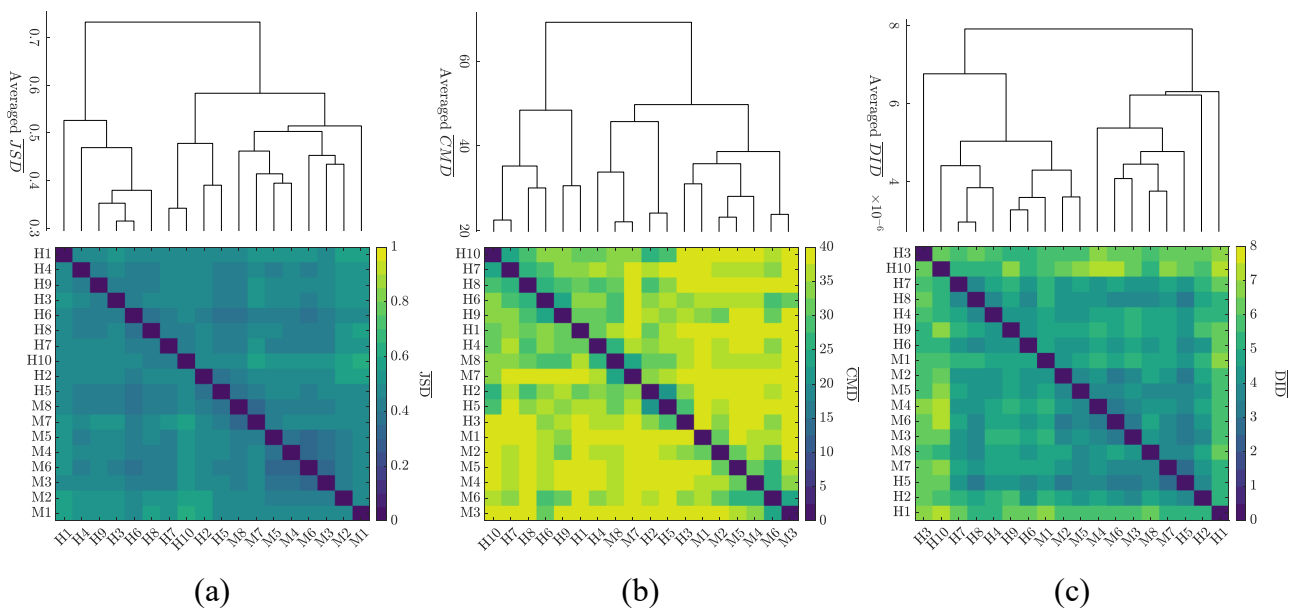 Averaged JSD
0.7
0.6
0.5
0.4
0.3
H1
H4
H9
H3
H6
H8
H7
H10
H2
H5
M8
M7
M5
M4
M6
M3
M2
M1
H1 H4 H9 H3 H6 H8 H7 H10 H2 H5 M8 M7 M5 M4 M6 M3 M2 M1
1
0.8
0.6
0.4
0.2
0
JSD
(a)
Averaged CMD
60
40
20
H10
H7
H8
H6
H9
H1
H4
M8
M7
H2
H5
H3
M1
M2
M5
M4
M6
M3
H10 H7 H8 H6 H9 H1 H4 M8 M7 H2 H5 H3 M1 M2 M5 M4 M6 M3
40
35
30
25
20
15
10
5
0
CMD
(b)
Averaged DID
×10⁻⁶
8
6
4
H3
H10
H7
H8
H4
H9
H6
M1
M2
M5
M4
M6
M3
M8
M7
H5
H2
H1
H3 H10 H7 H8 H4 H9 H6 M1 M2 M5 M4 M6 M3 M8 M7 H5 H2 H1
8
7
6
5
4
3
2
1
0
DID
(c)